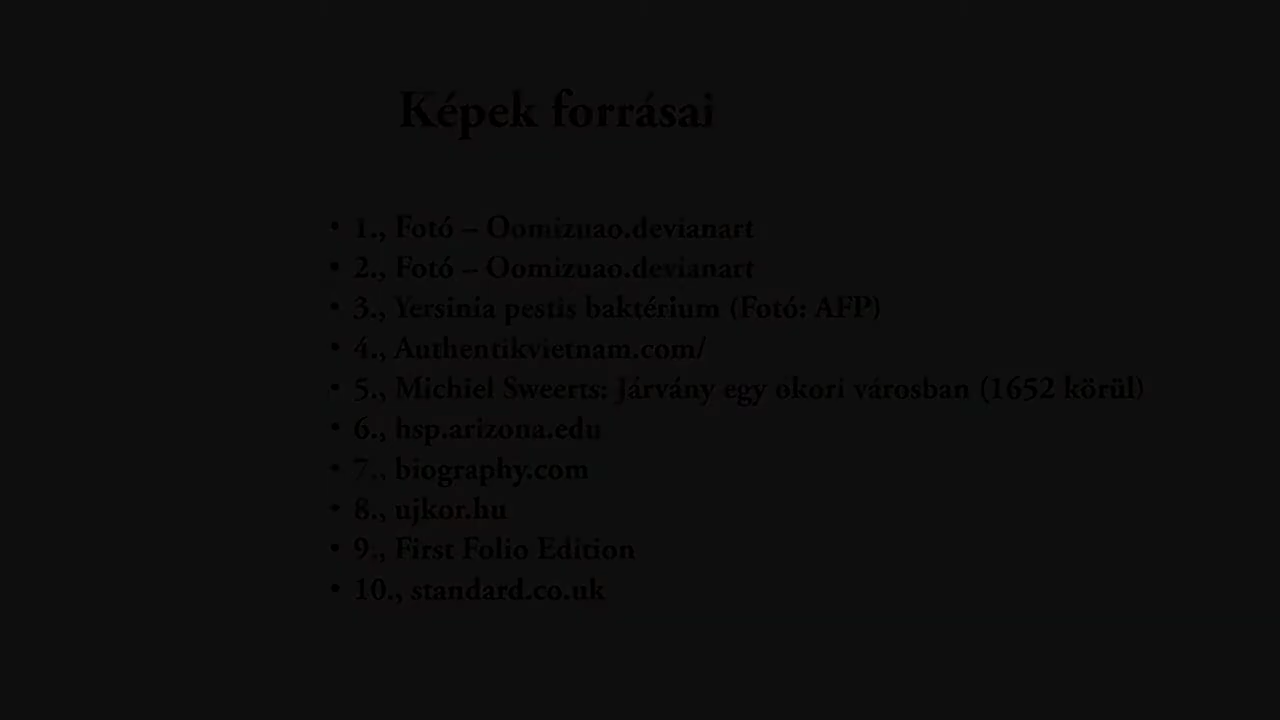 Képek forrásai
• 1., Fotó – Oomizuao.devianart
• 2., Fotó – Oomizuao.devianart
• 3., Yersinia pestis baktérium (Fotó: AFP)
• 4., Authentikvietnam.com/
• 5., Michiel Sweerts: Járvány egy okori városban (1652 körül)
• 6., hsp.arizona.edu
• 7., biography.com
• 8., ujkor.hu
• 9., First Folio Edition
• 10., standard.co.uk